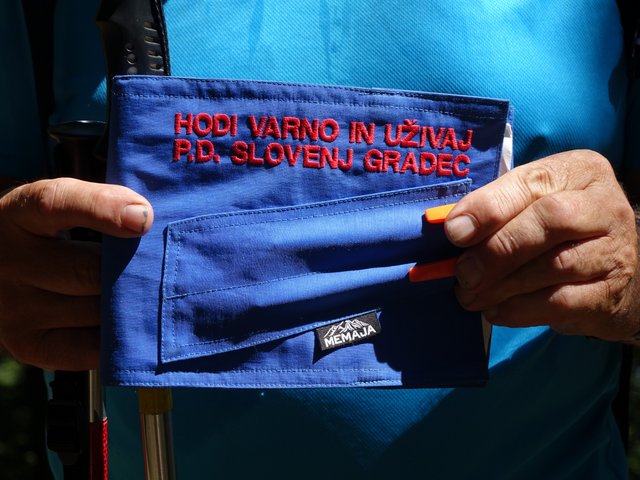 HODI VARNO IN UŽIVAJ
P.D. SLOVENJ GRADEC
MEMAJA